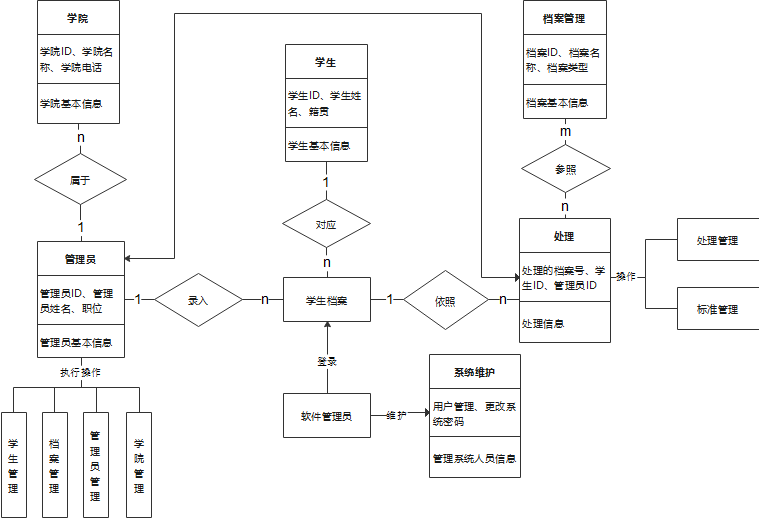 学院
学院ID、学院名
称、学院电话
学院基本信息
n
属于
1
管理员
管理员ID、管理
员姓名、职位
管理员基本信息
执行操作
学生管理
档案管理
管理员管理
学院管理
学生
学生ID、学生姓
名、籍贯
学生基本信息
1
对应
n
1
录入
n
学生档案
1
依照
n
登录
软件管理员
维护
系统维护
用户管理、更改系
统密码
管理系统人员信息
档案管理
档案ID、档案名
称、档案类型
档案基本信息
m
参照
n
处理
处理的档案号、学
生ID、管理员ID
处理信息
操作
处理管理
标准管理